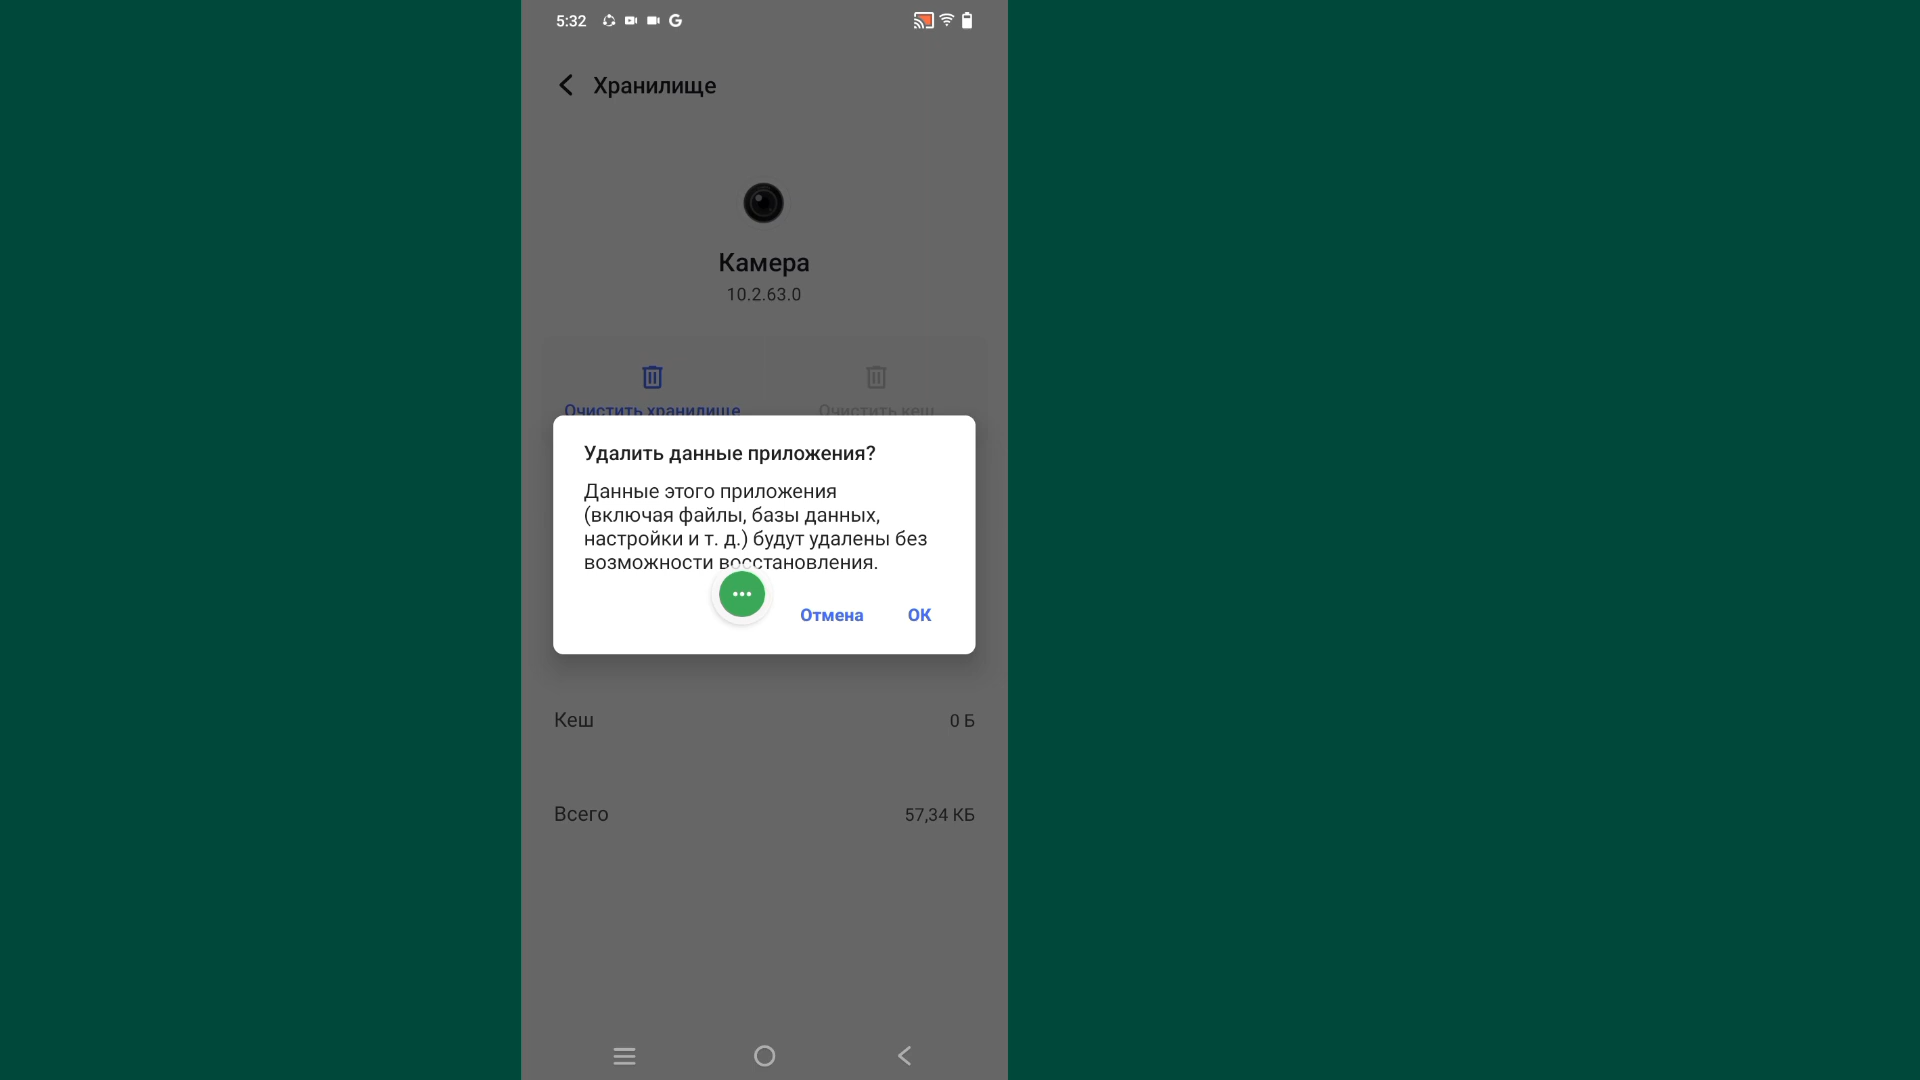 5:32
Хранилище
Камера
10.2.63.0
Очистить хранилище
Очистить кеш
Удалить данные приложения?
Данные этого приложения
(включая файлы, базы данных,
настройки и т. д.) будут удалены без
возможности восстановления.
Отмена
ОК
Кеш
0 Б
Всего
57,34 КБ